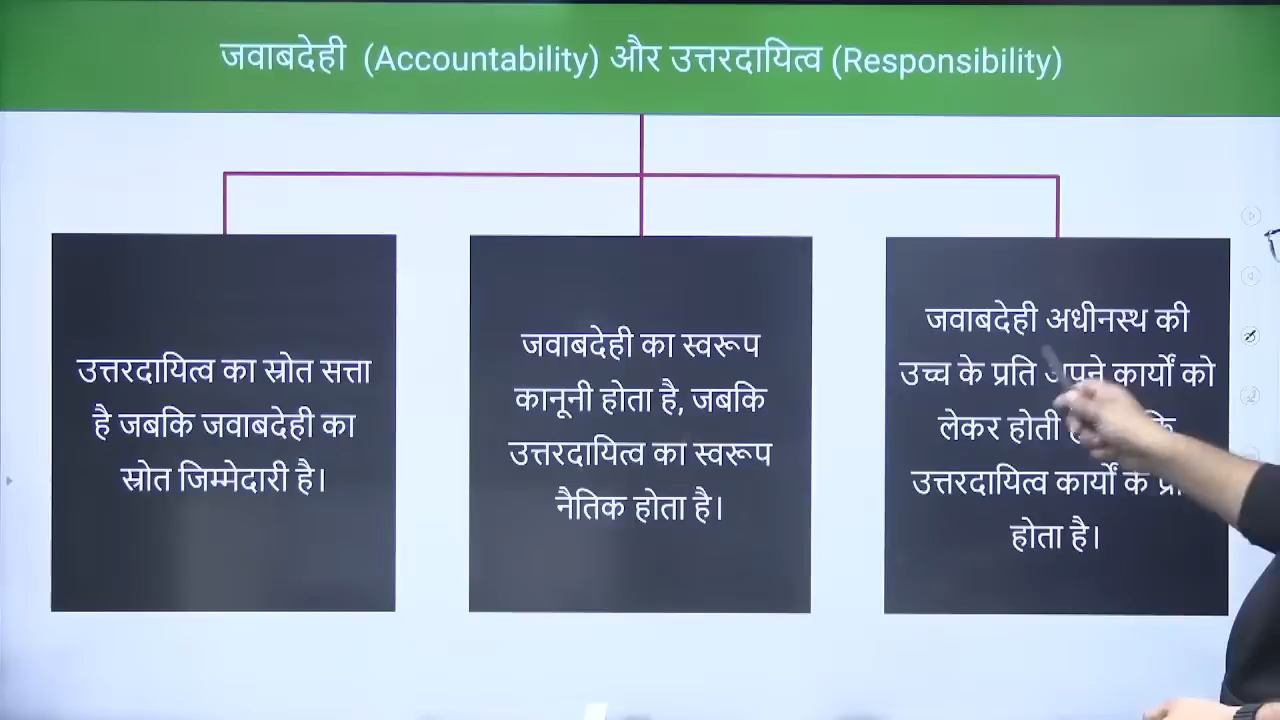 जवाबदेही (Accountability) और उत्तरदायित्व (Responsibility)
उत्तरदायित्व का स्रोत सत्ता
है जबकि जवाबदेही का
स्रोत जिम्मेदारी है।
जवाबदेही का स्वरूप
कानूनी होता है, जबकि
उत्तरदायित्व का स्वरूप
नैतिक होता है।
जवाबदेही अधीनस्थ की
उच्च के प्रति अपने कार्यों को
लेकर होती
उत्तरदायित्व कार्यों के
होता है।